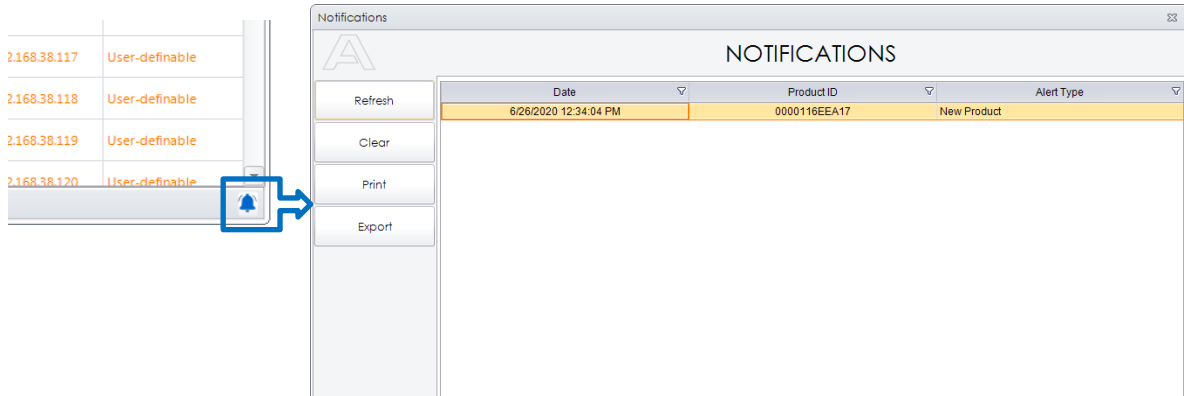 2.168.38.117 User-definable
2.168.38.118 User-definable
2.168.38.119 User-definable
2.168.38.120 User-definable
Notifications
NOTIFICATIONS
Refresh
Clear
Print
Export
Date Product ID Alert Type
6/26/2020 12:34:04 PM 0000116EEA17 New Product